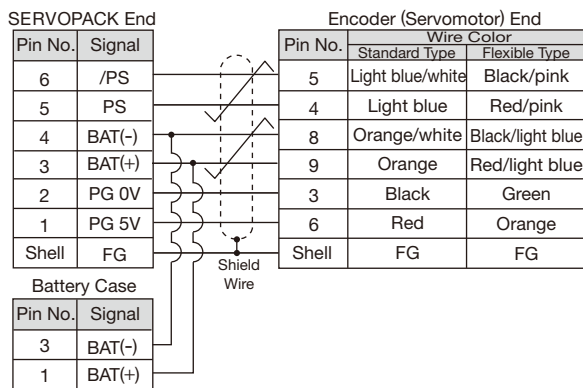 SERVOPACK End
Pin No. Signal
6 /PS
5 PS
4 BAT(-)
3 BAT(+)
2 PG 0V
1 PG 5V
Shell FG
Shield
Wire
Encoder (Servomotor) End
Pin No. Wire Color
Standard Type Flexible Type
5 Light blue/white Black/pink
4 Light blue Red/pink
8 Orange/white Black/light blue
9 Orange Red/light blue
3 Black Green
6 Red Orange
Shell FG FG
Battery Case
Pin No. Signal
3 BAT(-)
1 BAT(+)